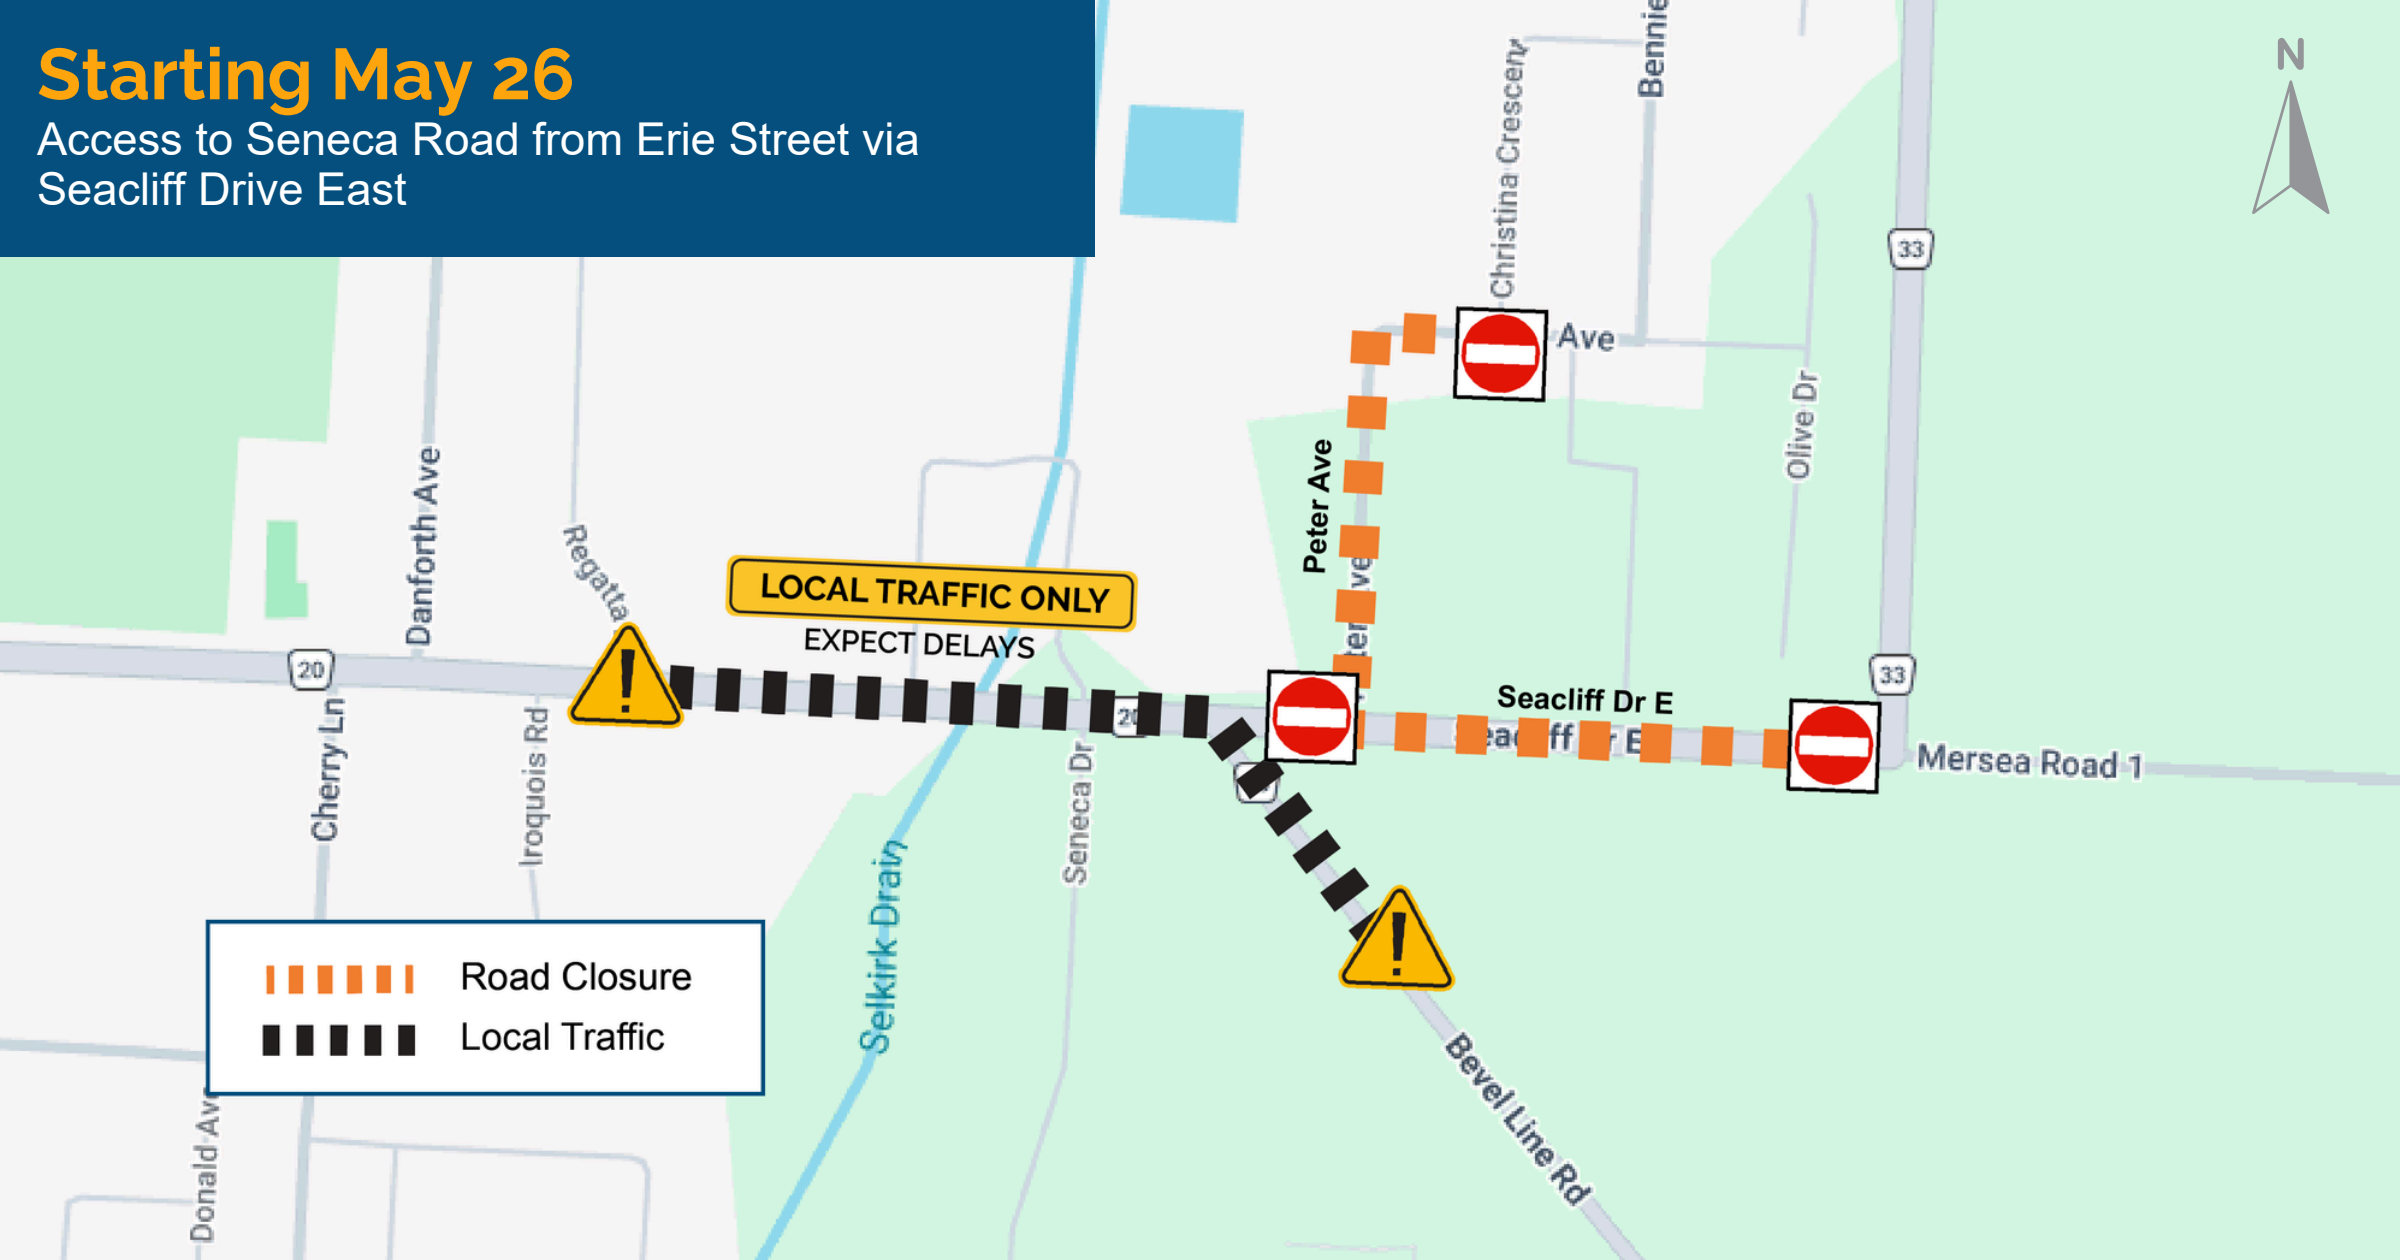 Starting May 26
Access to Seneca Road from Erie Street via
Seacliff Drive East
N
Bennie
Christina Crescent
33
Ave
Olive Dr
Danforth Ave
Regatta
Peter Ave
LOCAL TRAFFIC ONLY
EXPECT DELAYS
20
33
Seacliff Dr E
Mersea Road 1
Cherry Ln
Iroquois Rd
Seneca Dr
Selkirk Drain
Road Closure
Local Traffic
Bevel Line Rd
Donald Av